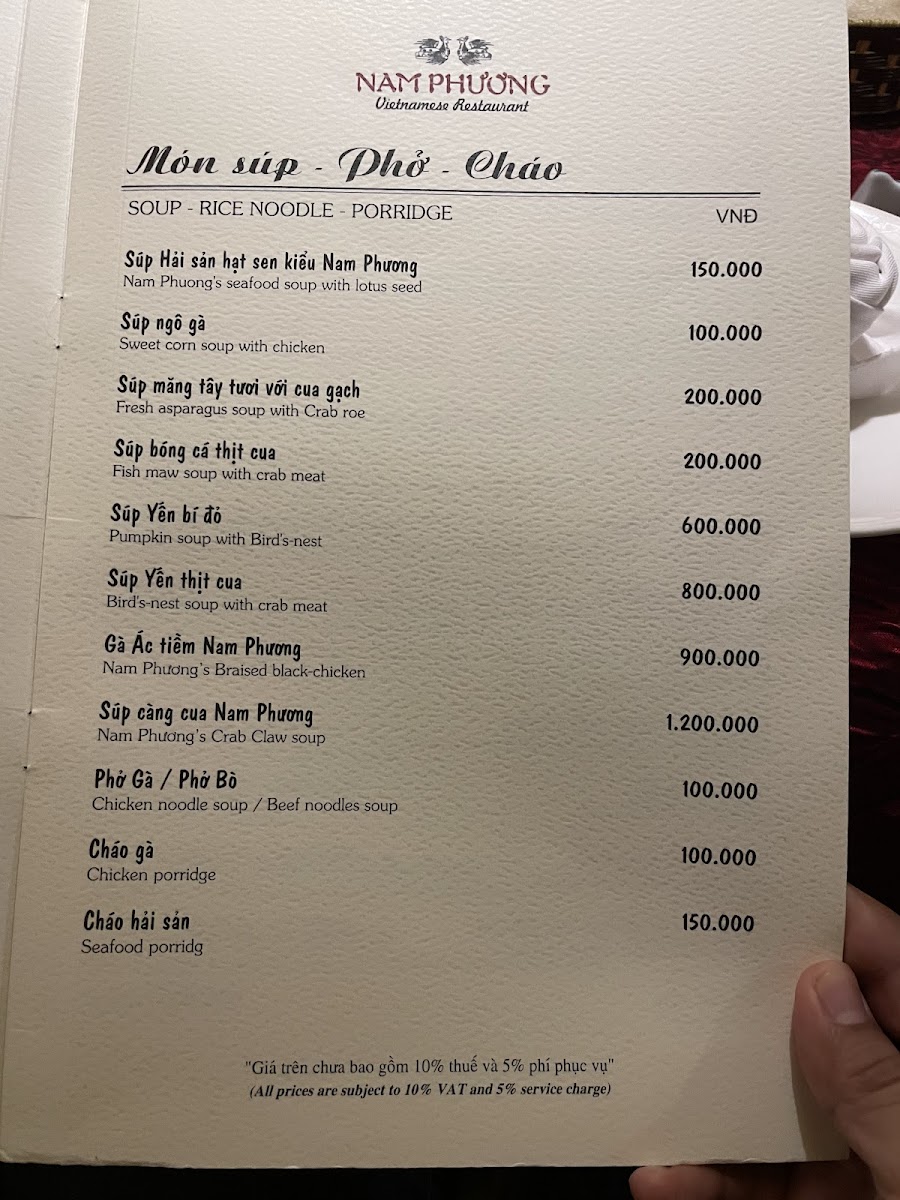 NAM PHƯƠNG
Vietnamese Restaurant
Món súp - Phở - Cháo
SOUP - RICE NOODLE - PORRIDGE VNĐ
Súp Hải sản hạt sen kiểu Nam Phương 150.000
Nam Phuong's seafood soup with lotus seed
Súp ngô gà 100.000
Sweet corn soup with chicken
Súp măng tây tươi với cua gạch 200.000
Fresh asparagus soup with Crab roe
Súp bóng cá thịt cua 200.000
Fish maw soup with crab meat
Súp Yến bí đỏ 600.000
Pumpkin soup with Bird's-nest
Súp Yến thịt cua 800.000
Bird's-nest soup with crab meat
Gà Ác tiềm Nam Phương 900.000
Nam Phương's Braised black-chicken
Súp càng cua Nam Phương 1.200.000
Nam Phương's Crab Claw soup
Phở Gà / Phở Bò 100.000
Chicken noodle soup / Beef noodles soup
Cháo gà 100.000
Chicken porridge
Cháo hải sản 150.000
Seafood porridg
"Giá trên chưa bao gồm 10% thuế và 5% phí phục vụ"
(All prices are subject to 10% VAT and 5% service charge)